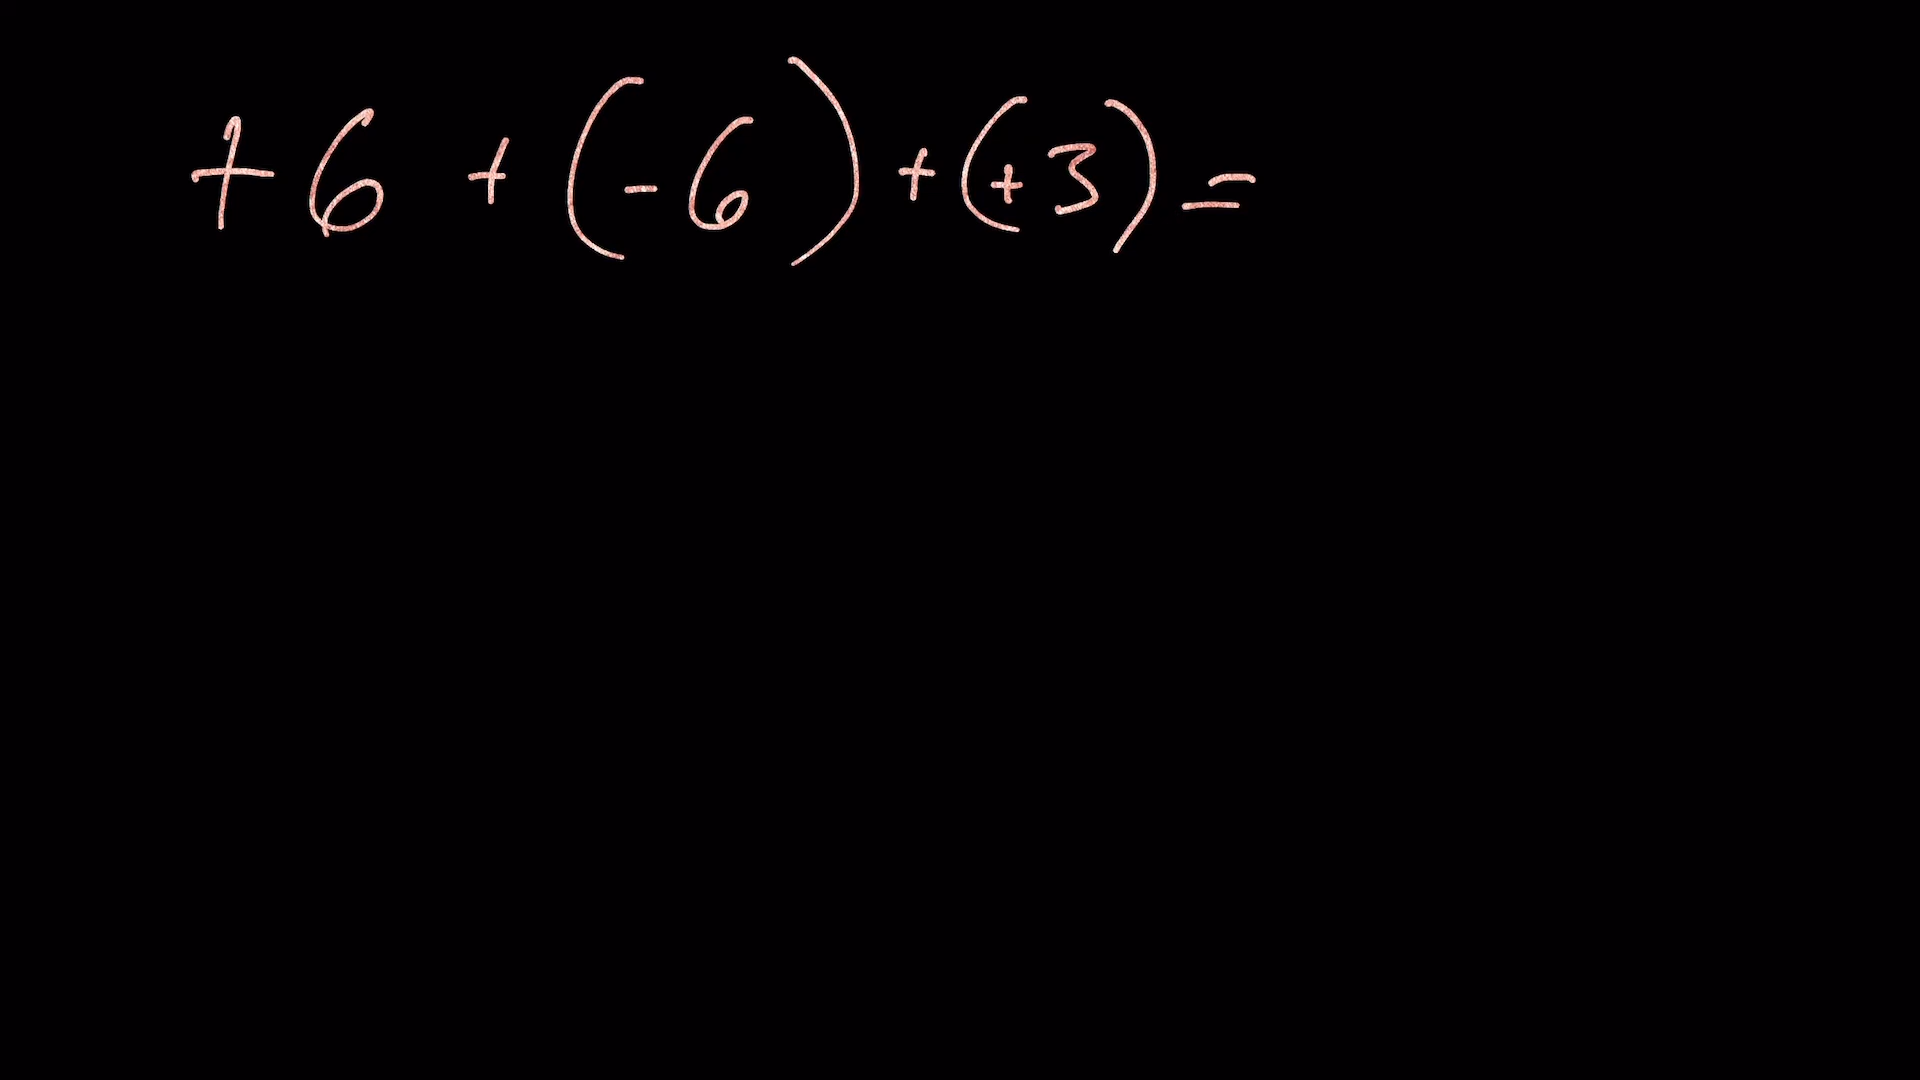 +6 + (-6) + (+3) =